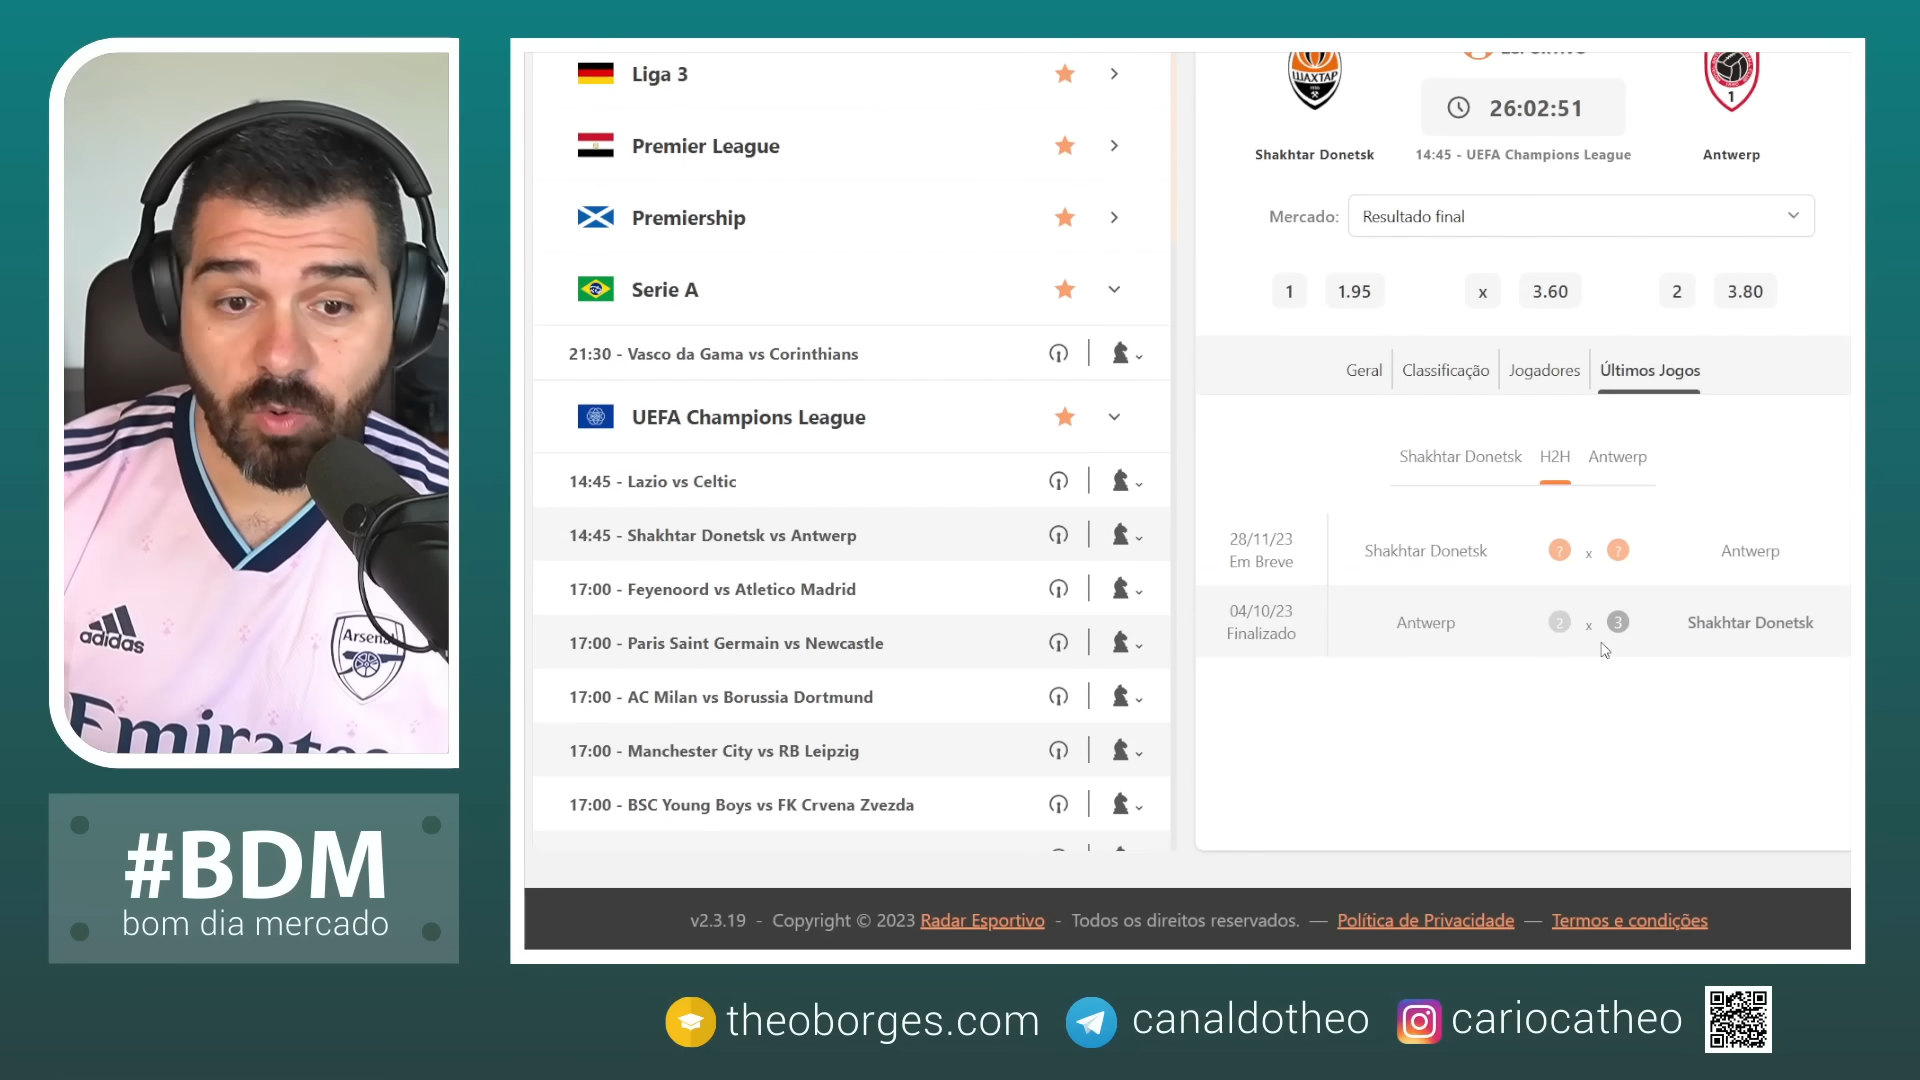 adidas
Arsenal
Emirates
#BDM
bom dia mercado
Liga 3
Premier League
Premiership
Serie A
21:30 - Vasco da Gama vs Corinthians
UEFA Champions League
14:45 - Lazio vs Celtic
14:45 - Shakhtar Donetsk vs Antwerp
17:00 - Feyenoord vs Atletico Madrid
17:00 - Paris Saint Germain vs Newcastle
17:00 - AC Milan vs Borussia Dortmund
17:00 - Manchester City vs RB Leipzig
17:00 - BSC Young Boys vs FK Crvena Zvezda
ШАХТАР
1
26:02:51
Shakhtar Donetsk
14:45 - UEFA Champions League
Antwerp
Mercado: Resultado final
1 1.95 x 3.60 2 3.80
Geral Classificação Jogadores Últimos Jogos
Shakhtar Donetsk H2H Antwerp
28/11/23
Em Breve
Shakhtar Donetsk ? x ? Antwerp
04/10/23
Finalizado
Antwerp 2 x 3 Shakhtar Donetsk
v2.3.19 - Copyright © 2023 Radar Esportivo - Todos os direitos reservados. — Política de Privacidade — Termos e condições
theoborges.com canaldotheo cariocatheo